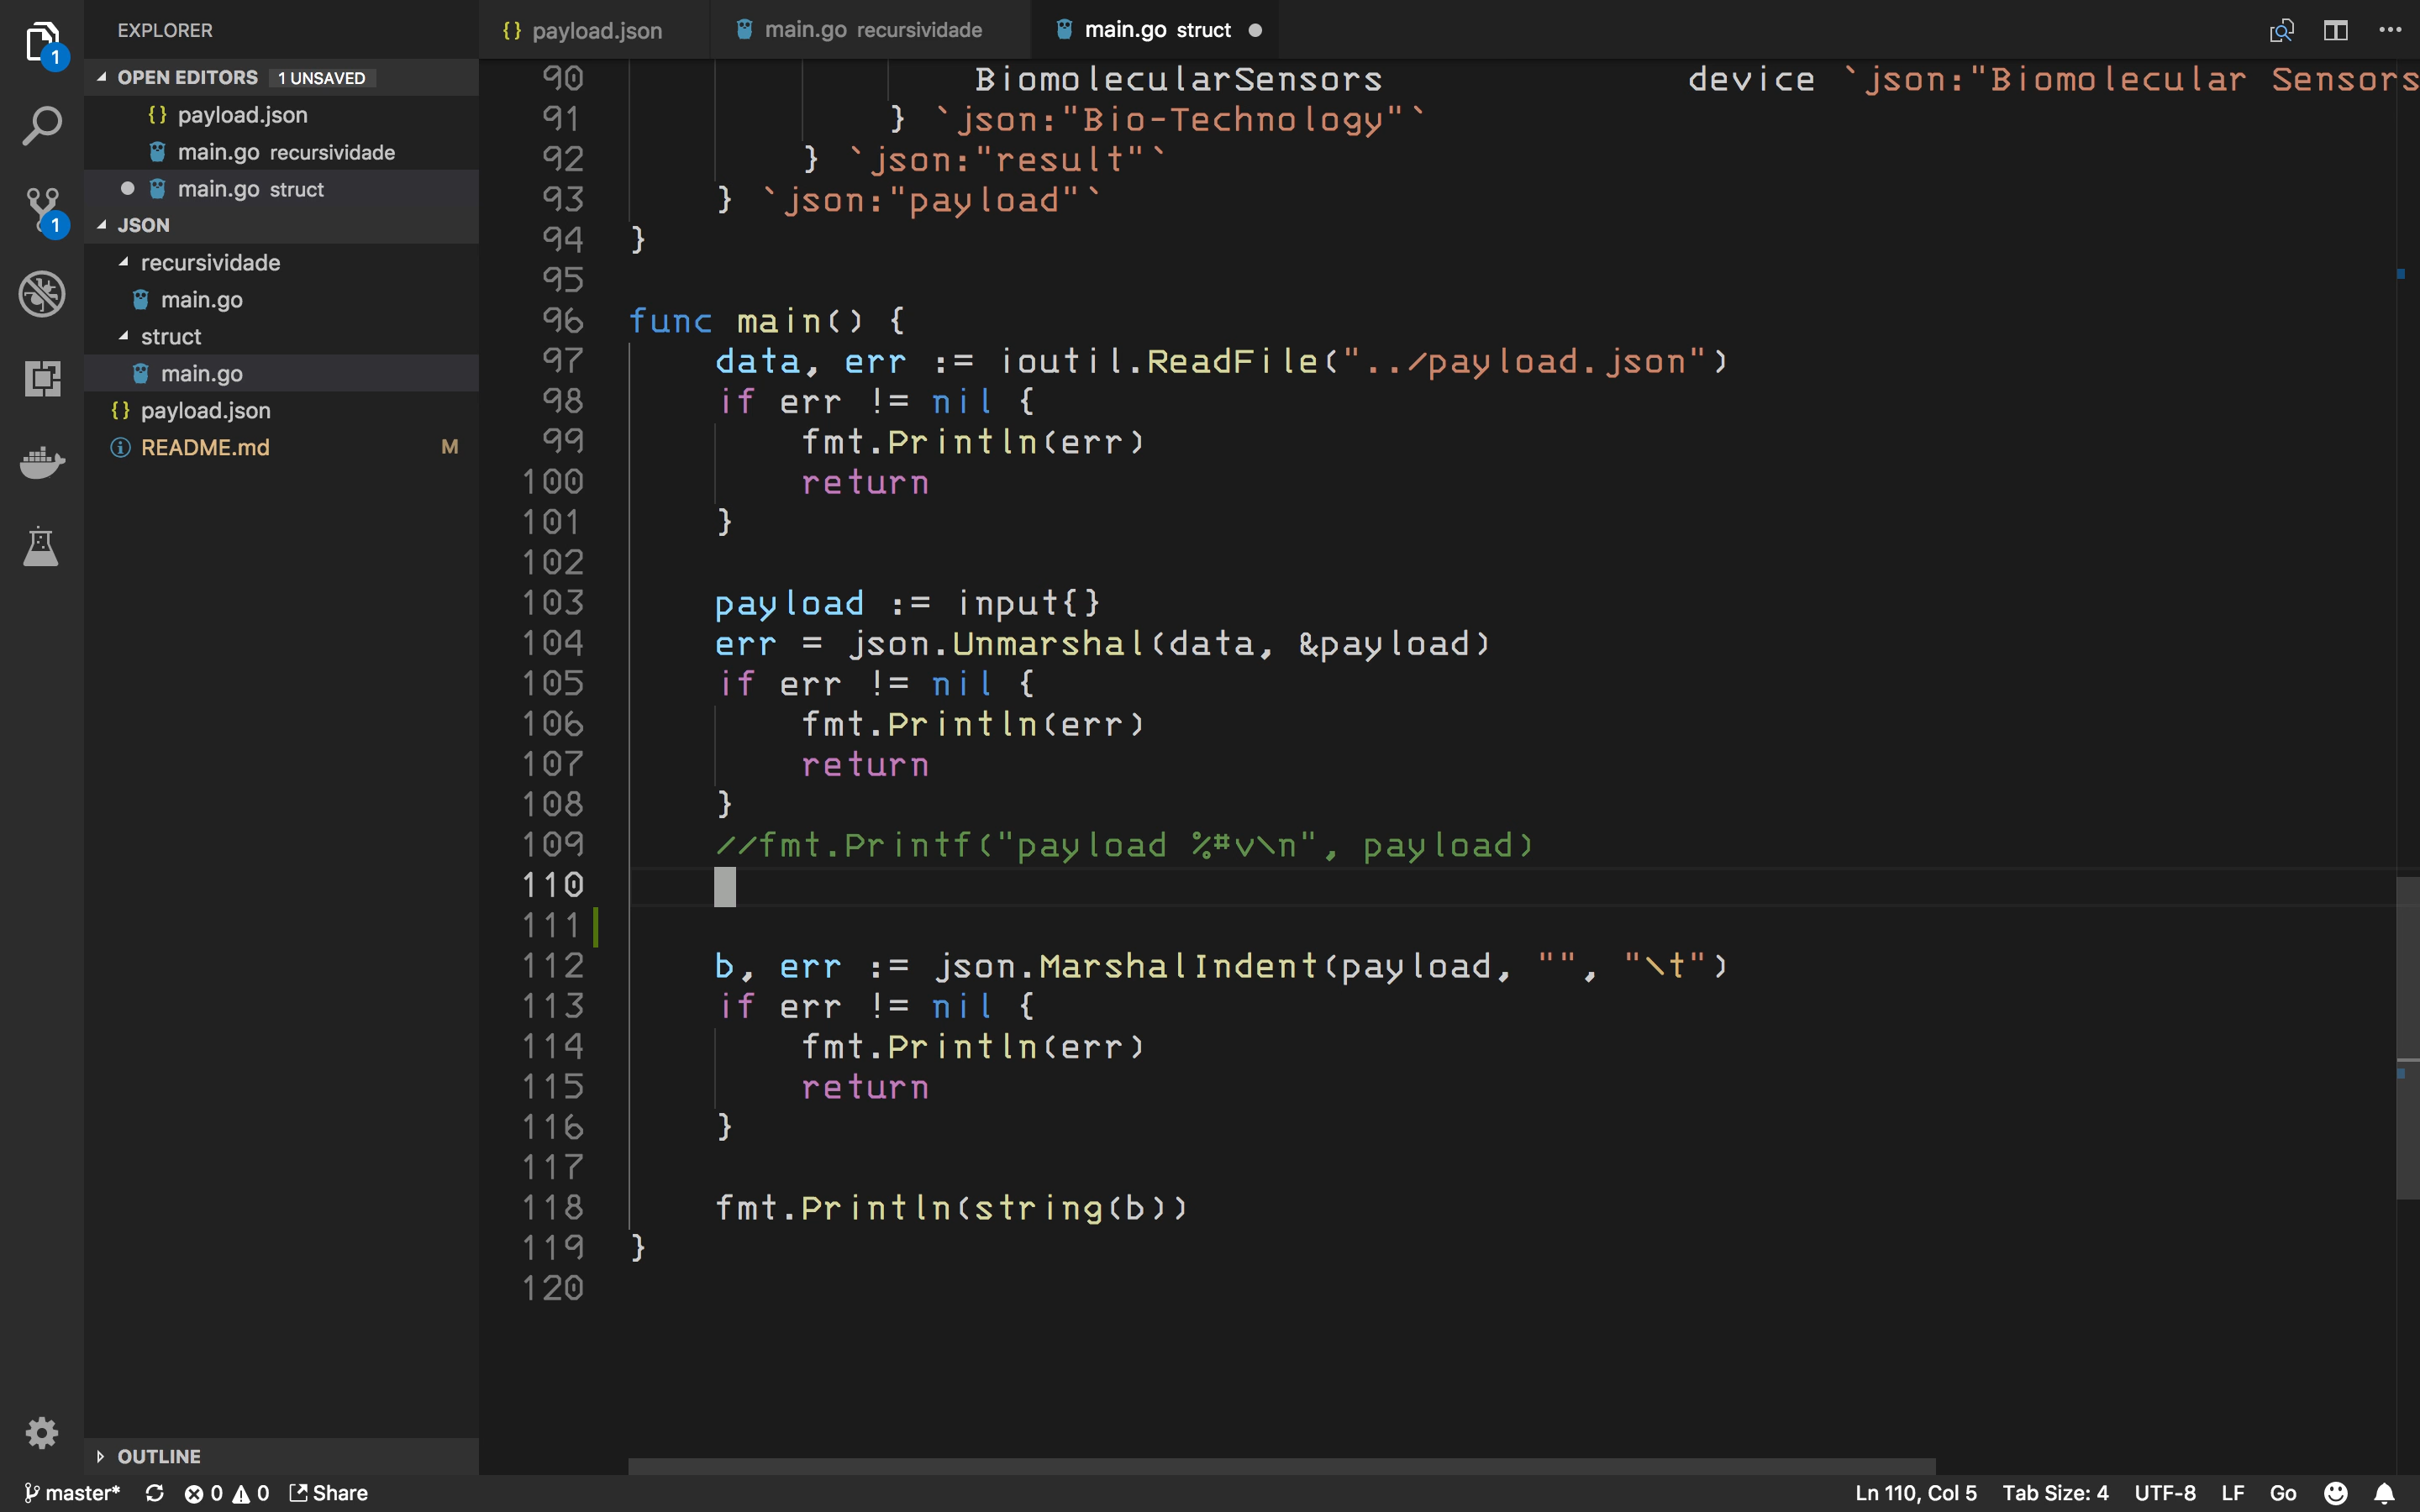 EXPLORER
OPEN EDITORS 1 UNSAVED
{} payload.json
main.go recursividade
main.go struct
JSON
recursividade
main.go
struct
main.go
{} payload.json
README.md M
OUTLINE
1
1
{} payload.json
main.go recursividade
main.go struct
90 BiomolecularSensors device `json:"Biomolecular Sensors
91 } `json:"Bio-Technology"`
92 } `json:"result"`
93 } `json:"payload"`
94 }
95
96 func main() {
97 data, err := ioutil.ReadFile("../payload.json")
98 if err != nil {
99 fmt.Println(err)
100 return
101 }
102
103 payload := input{}
104 err = json.Unmarshal(data, &payload)
105 if err != nil {
106 fmt.Println(err)
107 return
108 }
109 //fmt.Printf("payload %#v\n", payload)
110
111
112 b, err := json.MarshalIndent(payload, "", "\t")
113 if err != nil {
114 fmt.Println(err)
115 return
116 }
117
118 fmt.Println(string(b))
119 }
120
master* 0 0 Share Ln 110, Col 5 Tab Size: 4 UTF-8 LF Go